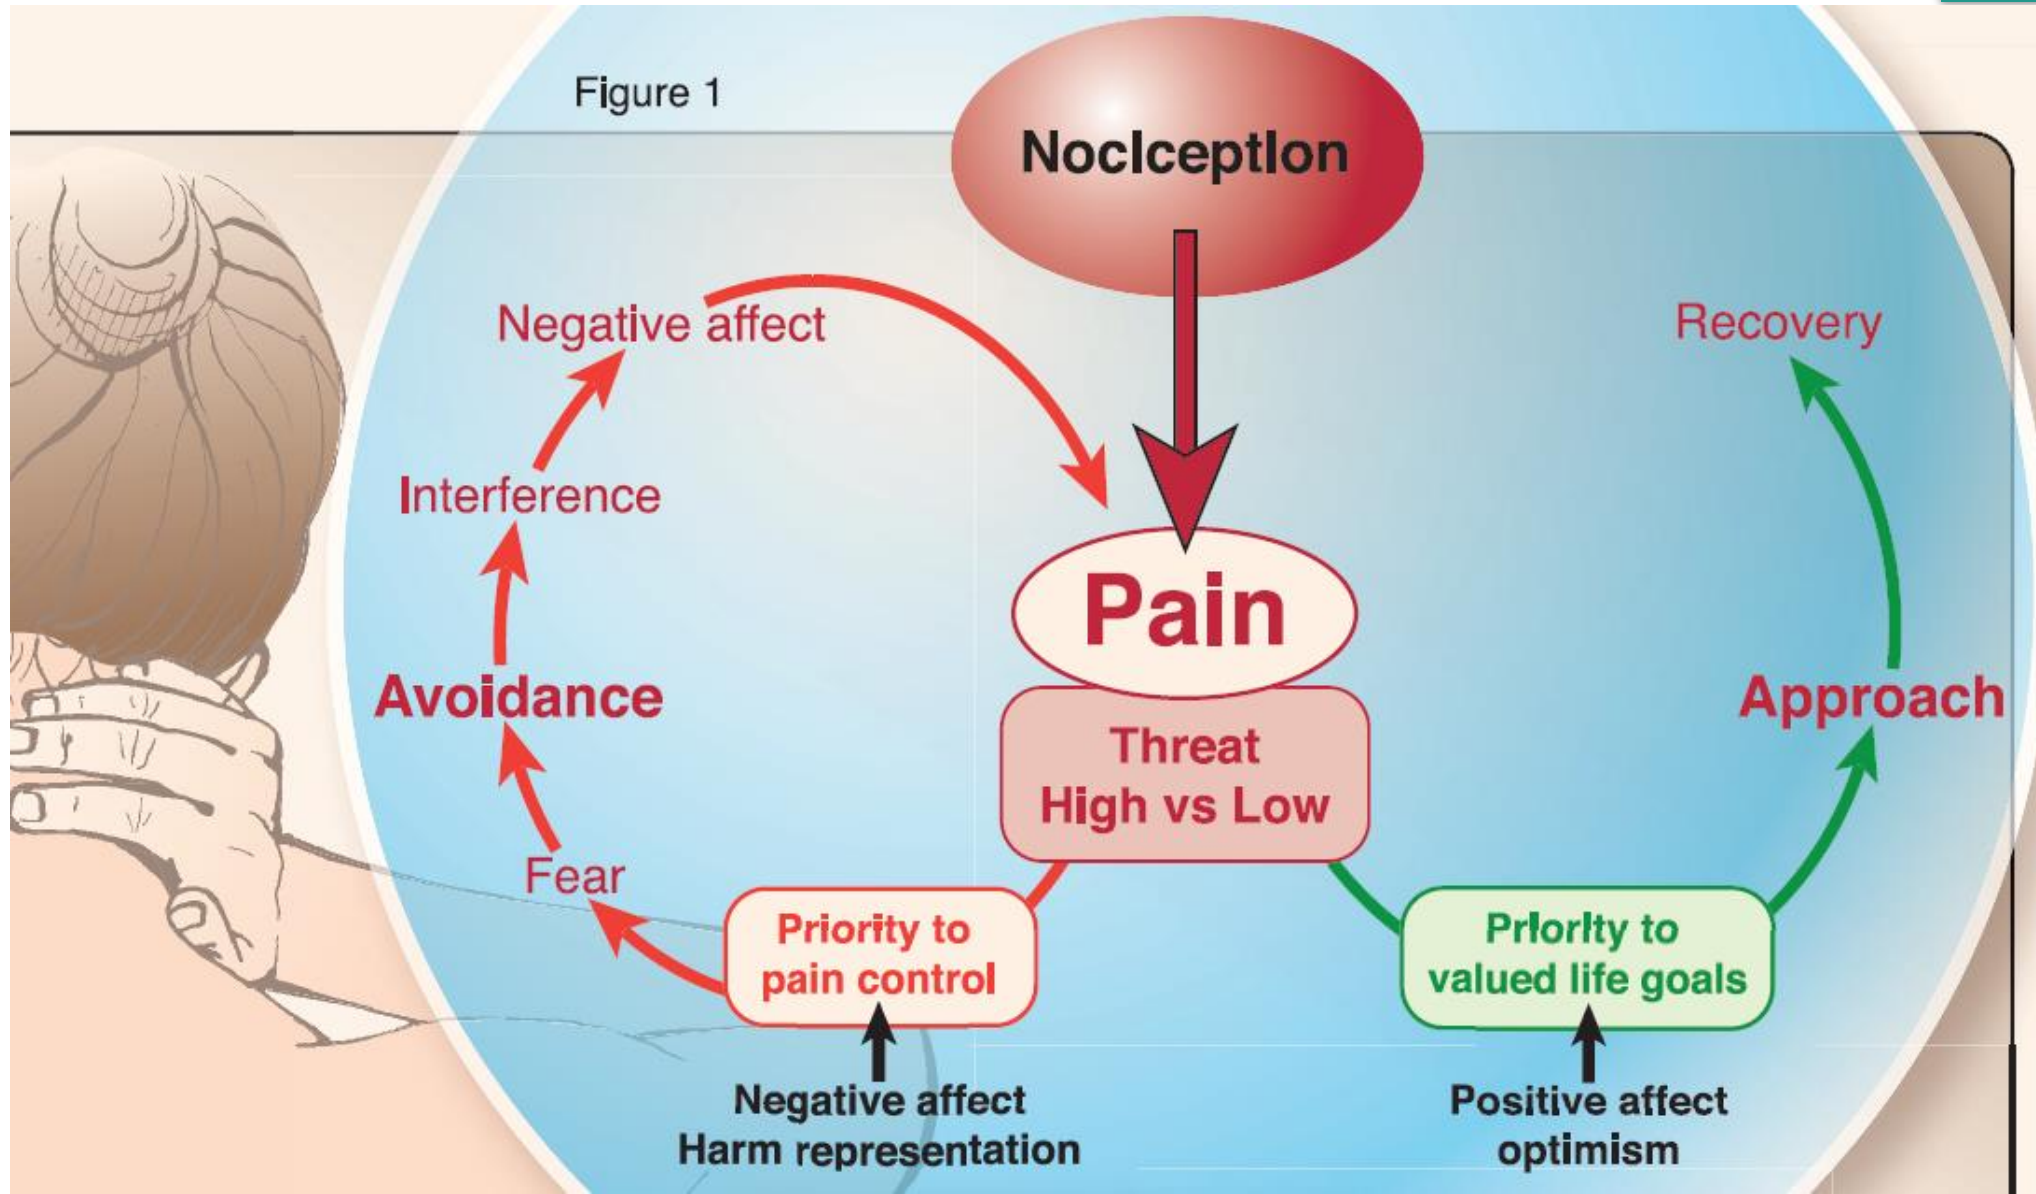 Figure 1
Nociception
Negative affect
Recovery
Interference
Pain
Avoidance
Approach
Threat
High vs Low
Fear
Priority to
pain control
Priority to
valued life goals
Negative affect
Harm representation
Positive affect
optimism